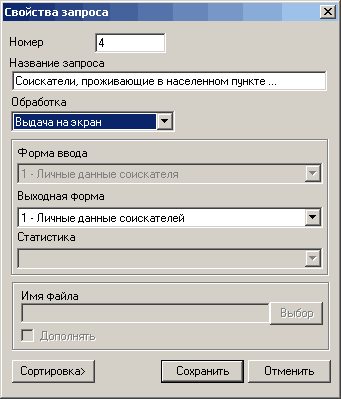 Свойства запроса
Номер 4
Название запроса
Соискатели, проживающие в населенном пункте ...
Обработка
Выдача на экран
Форма ввода
1 - Личные данные соискателя
Выходная форма
1 - Личные данные соискателей
Статистика
Имя файла
Выбор
Дополнять
Сортировка> Сохранить Отменить